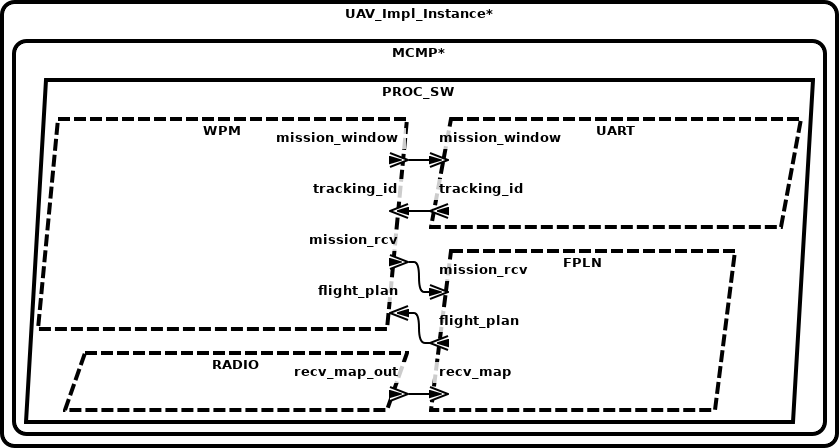 UAV_Impl_Instance*
MCMP*
PROC_SW
WPM
mission_window
tracking_id
mission_rcv
flight_plan
mission_window
UART
tracking_id
FPLN
mission_rcv
flight_plan
recv_map
RADIO
recv_map_out